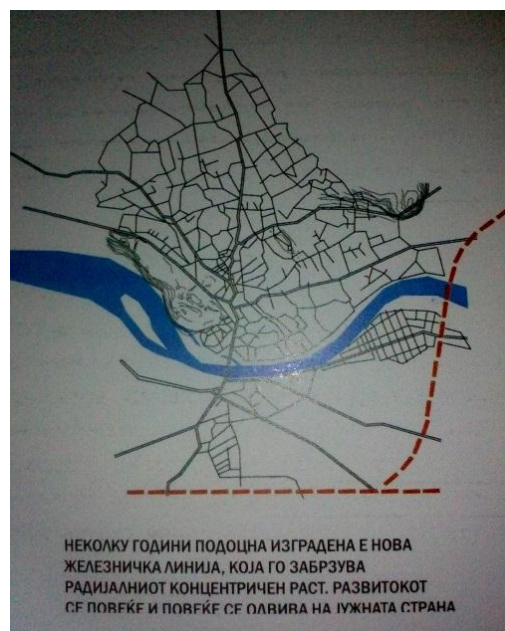 НЕКОЛКУ ГОДИНИ ПОДОЦНА ИЗГРАДЕНА Е НОВА
ЖЕЛЕЗНИЧКА ЛИНИЈА, КОЈА ГО ЗАБРЗУВА
РАДИЈАЛНИОТ КОНЦЕНТРИЧЕН РАСТ. РАЗВИТОКОТ
СЕ ПОВЕЌЕ И ПОВЕЌЕ СЕ ОДВИВА НА ЈУЖНАТА СТРАНА